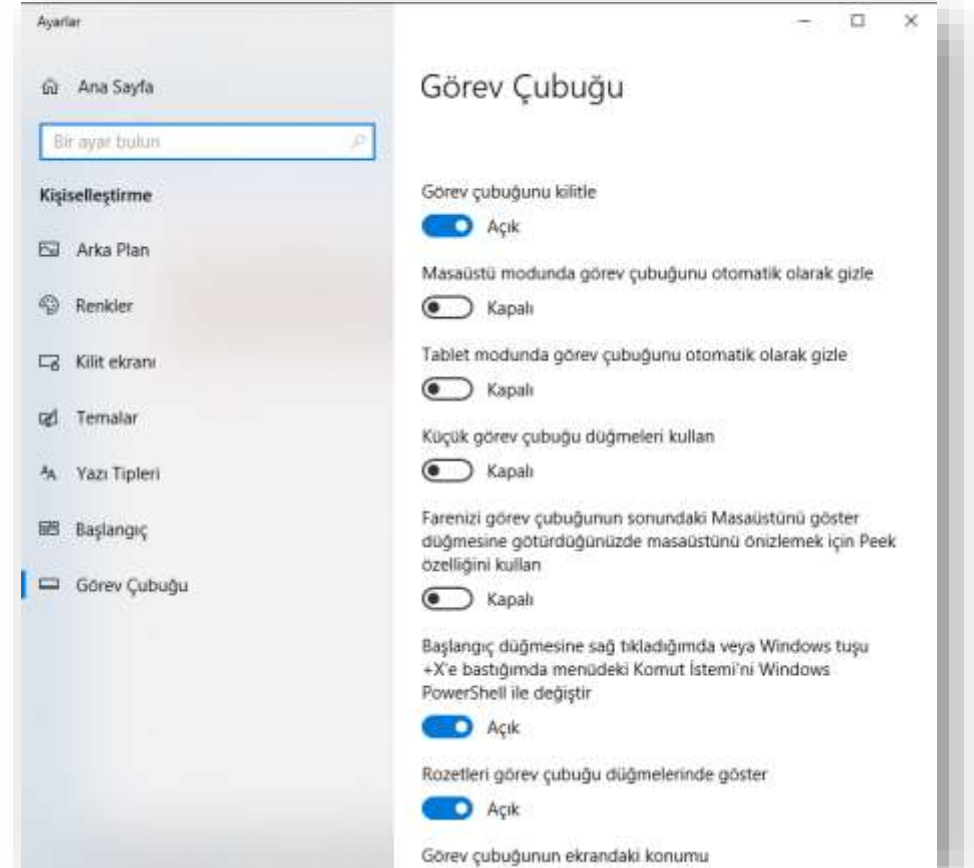 Ayarlar
Ana Sayfa
Bir ayar bulun
Kişiselleştirme
Arka Plan
Renkler
Kilit ekranı
Temalar
Yazı Tipleri
Başlangıç
Görev Çubuğu
Görev Çubuğu
Görev çubuğunu kilitle
Açık
Masaüstü modunda görev çubuğunu otomatik olarak gizle
Kapalı
Tablet modunda görev çubuğunu otomatik olarak gizle
Kapalı
Küçük görev çubuğu düğmeleri kullan
Kapalı
Farenizi görev çubuğunun sonundaki Masaüstünü göster
düğmesine götürdüğünüzde masaüstünü önizlemek için Peek
özelliğini kullan
Kapalı
Başlangıç düğmesine sağ tıkladığımda veya Windows tuşu
+X'e bastığımda menüdeki Komut İstemi'ni Windows
PowerShell ile değiştir
Açık
Rozetleri görev çubuğu düğmelerinde göster
Açık
Görev çubuğunun ekrandaki konumu